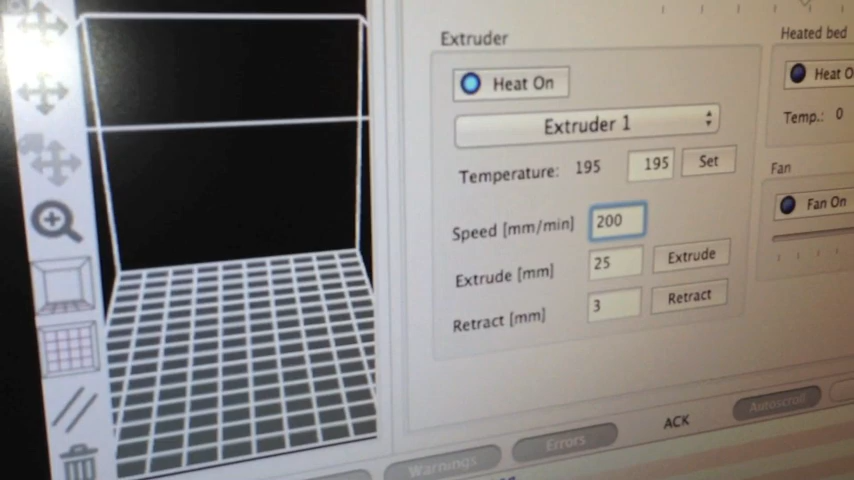 Extruder
Heat On
Extruder 1
Temperature: 195 195 Set
Speed [mm/min] 200
Extrude [mm] 25 Extrude
Retract [mm] 3 Retract
Heated bed
Heat O
Temp.: 0
Fan
Fan On
Warnings Errors ACK Autoscroll